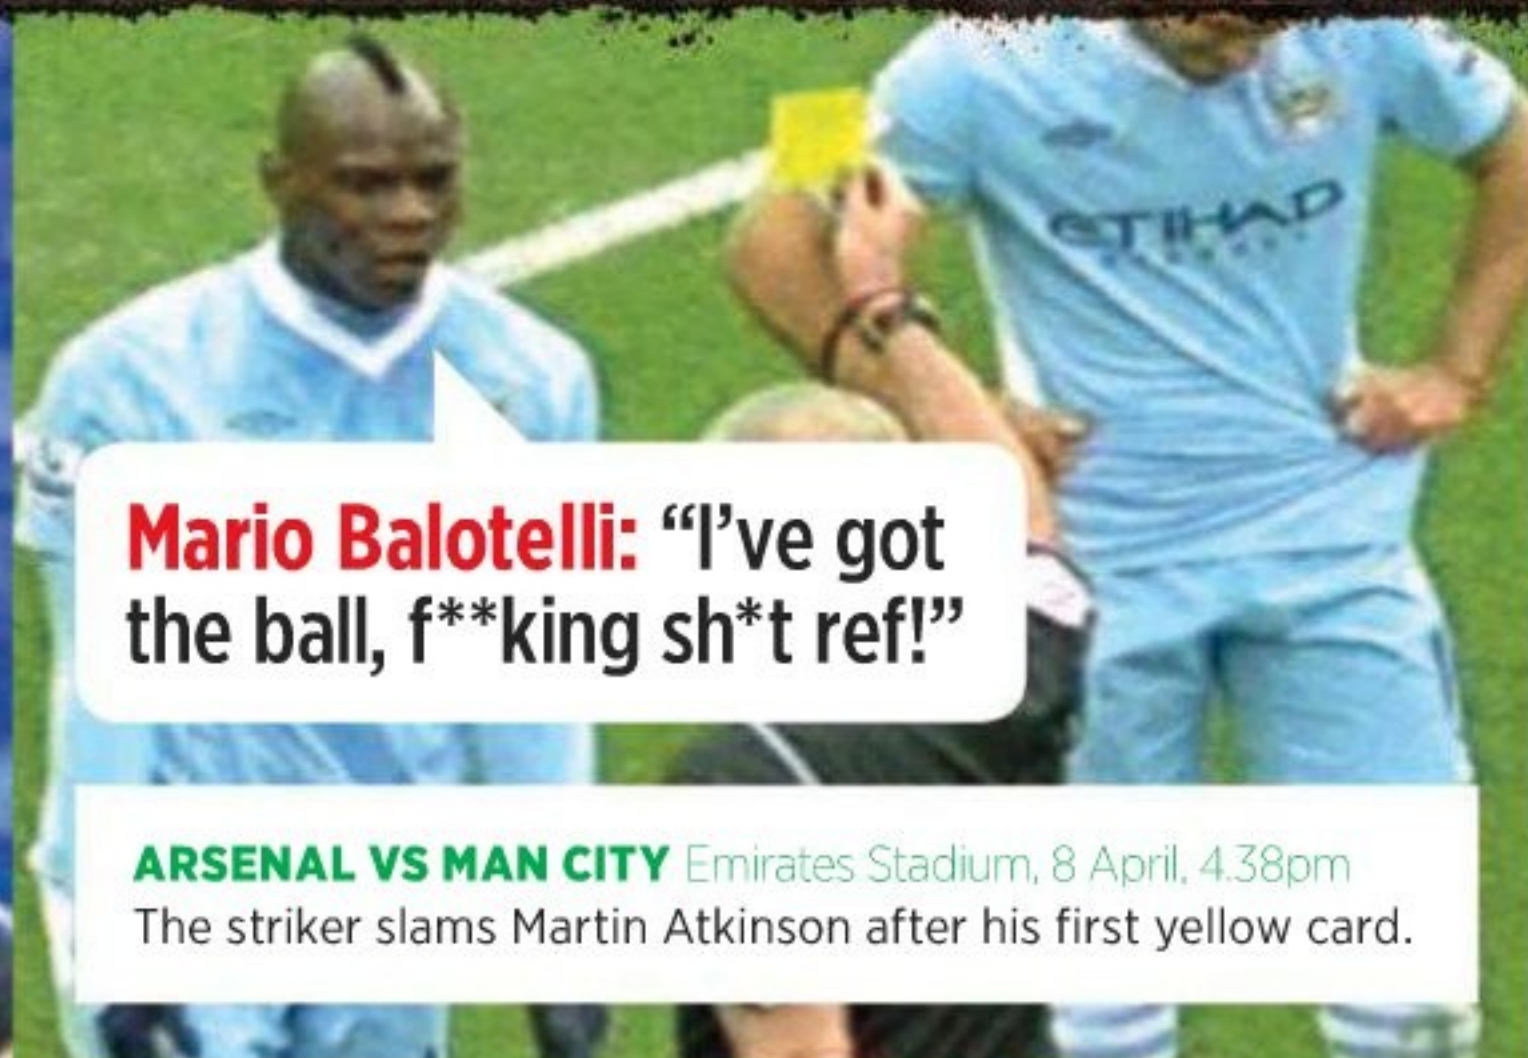 ETIHAD
Mario Balotelli: “I’ve got
the ball, f**king sh*t ref!”
ARSENAL VS MAN CITY Emirates Stadium, 8 April, 4.38pm
The striker slams Martin Atkinson after his first yellow card.